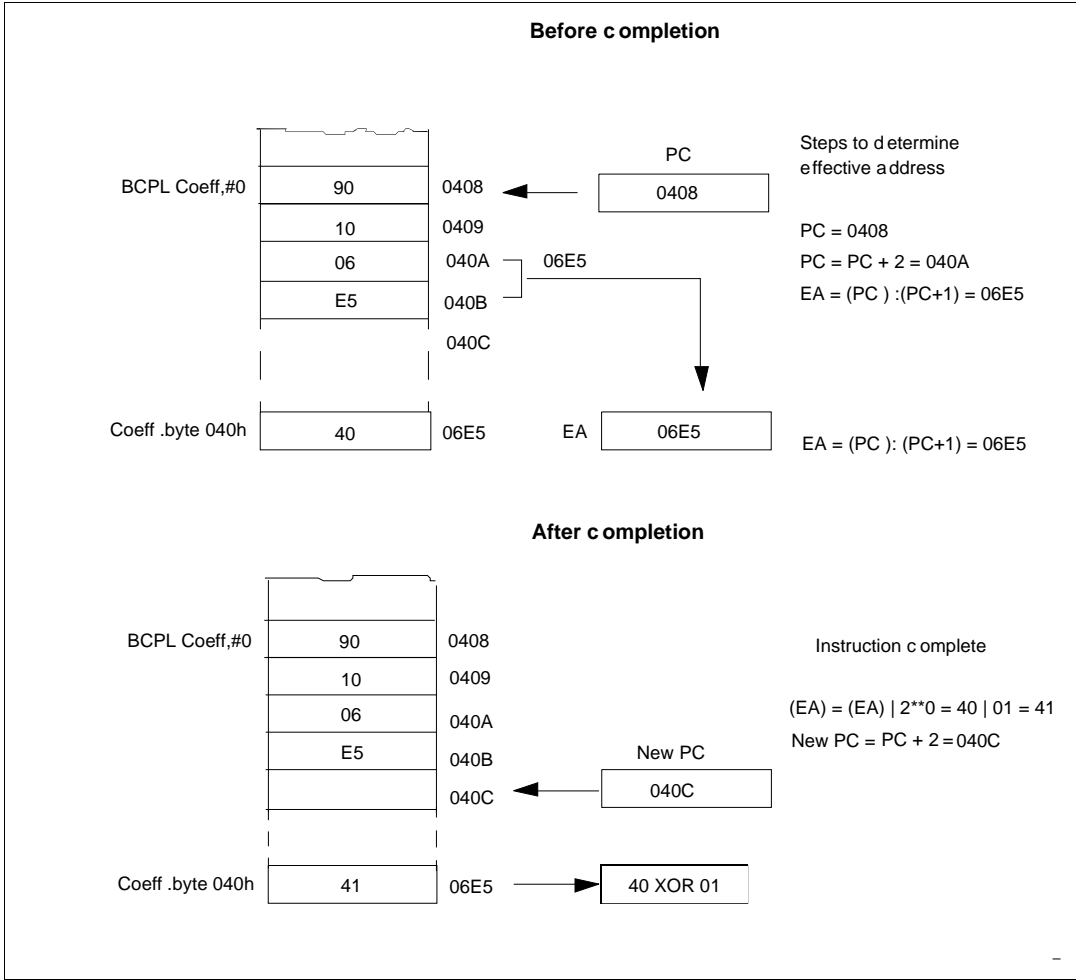 Before c ompletion
Steps to d etermine
effective a ddress
PC
BCPL Coeff,#0 90 0408 0408
10 0409 PC = 0408
06 040A 06E5 PC = PC + 2 = 040A
E5 040B EA = (PC ) :(PC+1) = 06E5
040C
Coeff .byte 040h 40 06E5 EA 06E5 EA = (PC ): (PC+1) = 06E5
After c ompletion
BCPL Coeff,#0 90 0408 Instruction c omplete
10 0409
06 040A (EA) = (EA) | 2**0 = 40 | 01 = 41
E5 040B New PC New PC = PC + 2 = 040C
040C 040C
Coeff .byte 040h 41 06E5 40 XOR 01